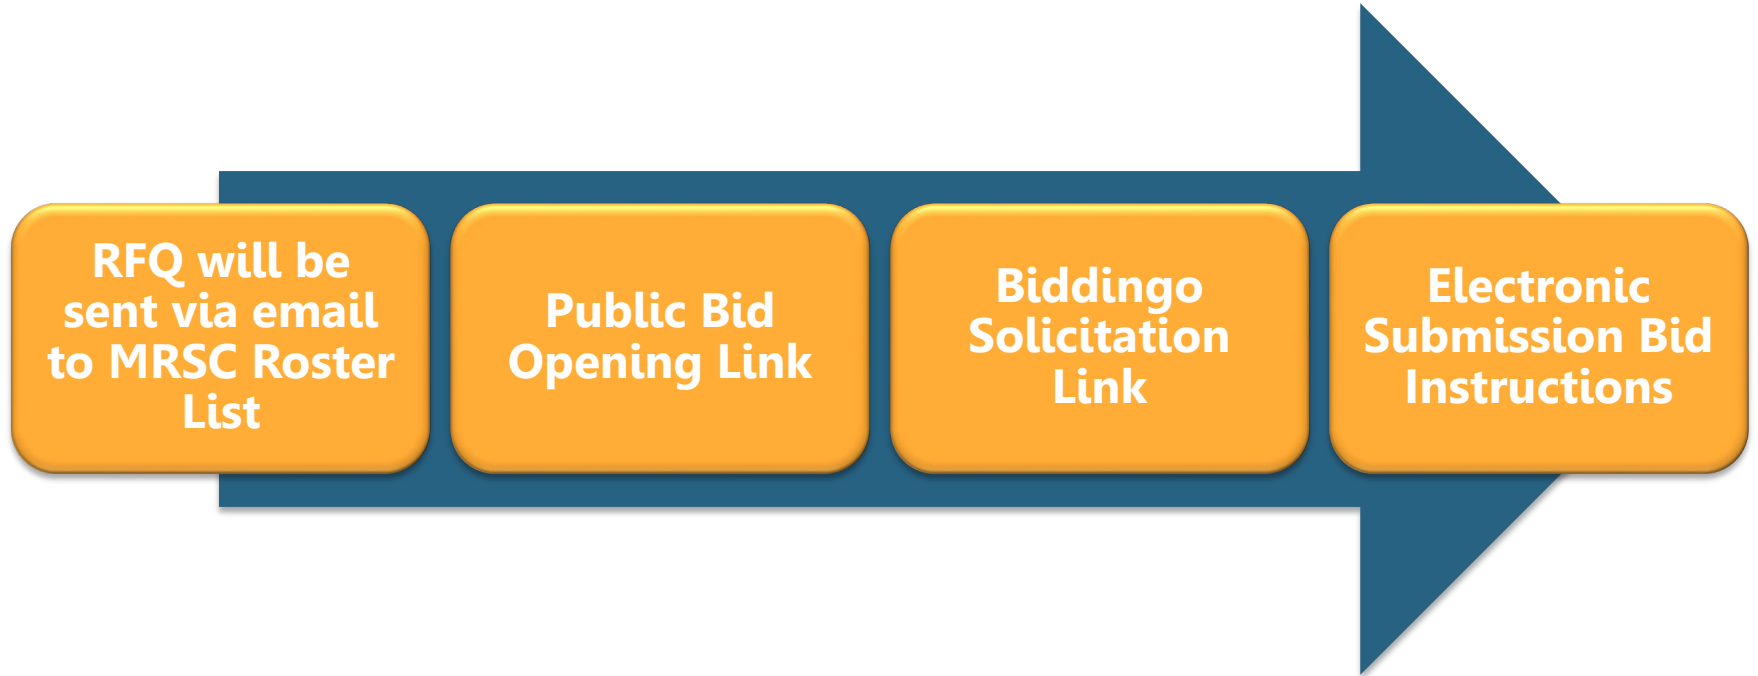 RFQ will be
sent via email
to MRSC Roster
List
Public Bid
Opening Link
Biddingo
Solicitation
Link
Electronic
Submission Bid
Instructions